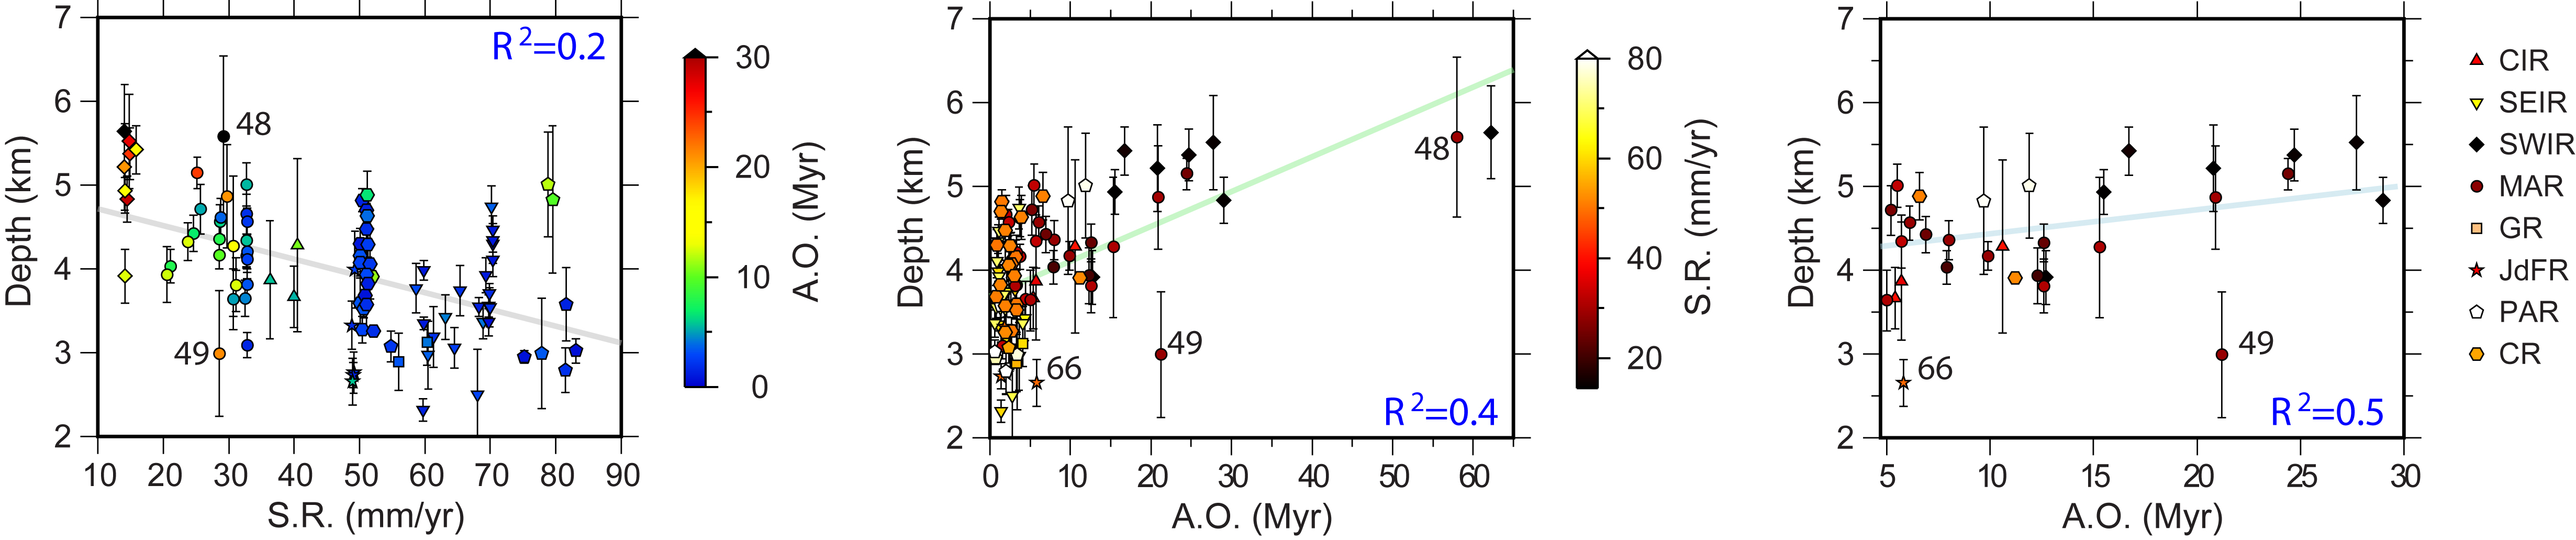 7
6
5
4
3
2
Depth (km)
10 20 30 40 50 60 70 80 90
S.R. (mm/yr)
R²=0.2
48
49
30
20
10
0
A.O. (Myr)
7
6
5
4
3
2
Depth (km)
0 10 20 30 40 50 60
A.O. (Myr)
48
49
66
R²=0.4
80
60
40
20
S.R. (mm/yr)
7
6
5
4
3
2
Depth (km)
5 10 15 20 25 30
A.O. (Myr)
49
66
R²=0.5
CIR
SEIR
SWIR
MAR
GR
JdFR
PAR
CR